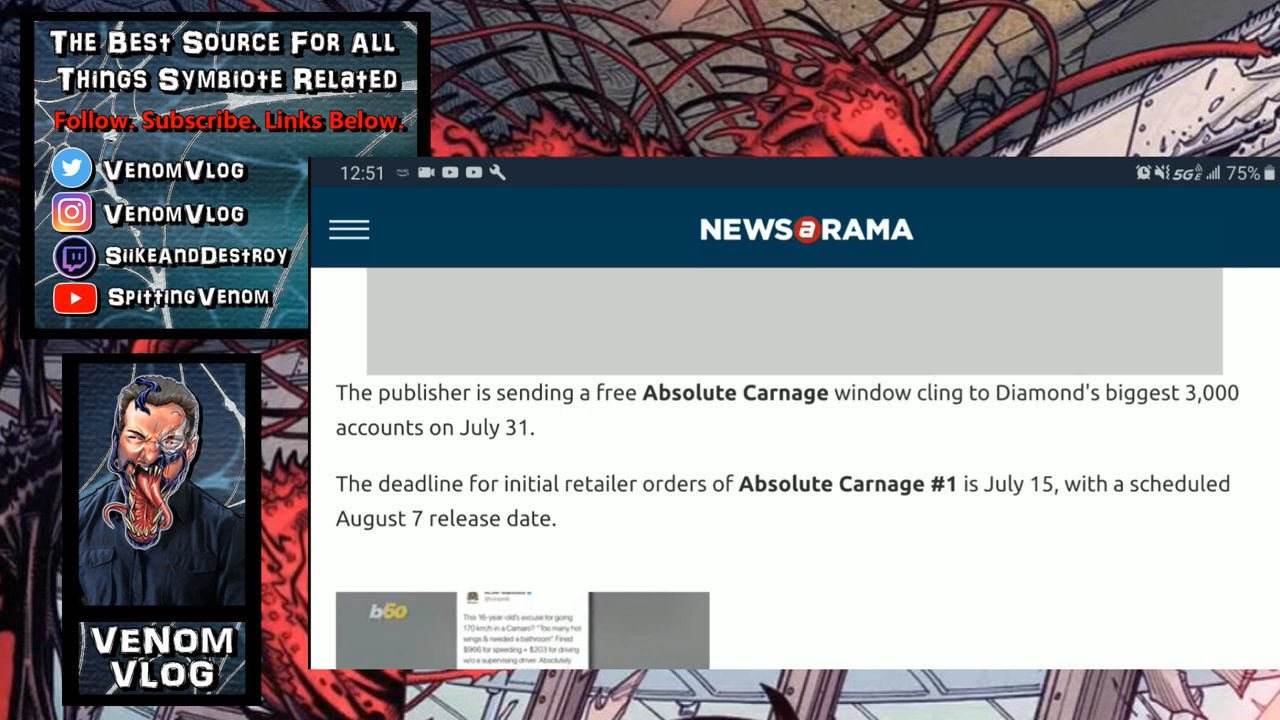 THE BEST SOURCE FOR ALL
THINGS SYMBIOTE RELATED
Follow. Subscribe. Links Below.
VENOMVLOG
VENOMVLOG
SIIKEANDDESTROY
SPITTINGVENOM
12:51
5GE
75%
NEWSaRAMA
The publisher is sending a free Absolute Carnage window cling to Diamond's biggest 3,000
accounts on July 31.
The deadline for initial retailer orders of Absolute Carnage #1 is July 15, with a scheduled
August 7 release date.
b/60
This 16-year-old's excuse for going
170 km/h in a Camaro? "Too many hot
wings & needed a bathroom". Fined
$966 for speeding + $203 for driving
w/o a supervising driver. Absolutely
VENOM
VLOG